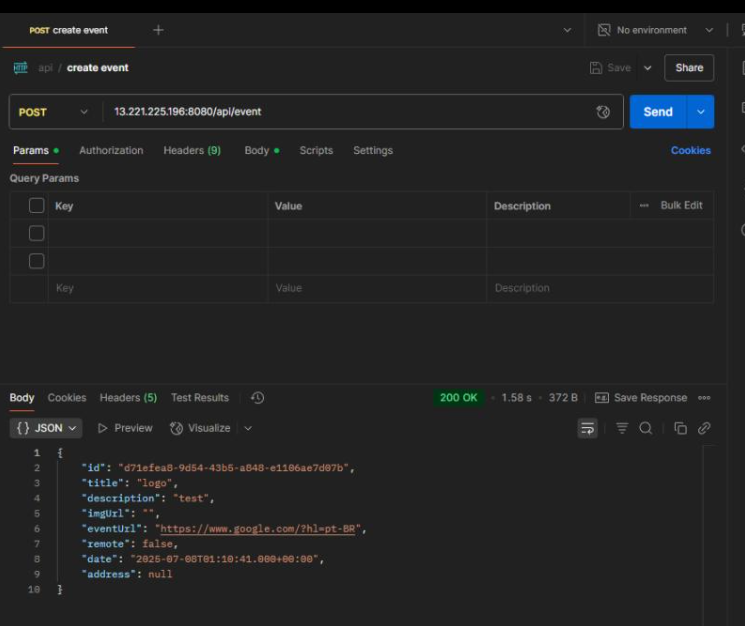 POST create event
No environment
HTTP api / create event
Save
Share
POST 13.221.225.196:8080/api/event
Send
Params Authorization Headers (9) Body Scripts Settings Cookies
Query Params
Key Value Description Bulk Edit
Key Value Description
Body Cookies Headers (5) Test Results 200 OK 1.58 s 372 B Save Response
{} JSON Preview Visualize
1 {
2 "id": "d71efea8-9d54-43b5-a848-e1106ae7d07b",
3 "title": "logo",
4 "description": "test",
5 "imgUrl": "",
6 "eventUrl": "https://www.google.com/?hl=pt-BR",
7 "remote": false,
8 "date": "2025-07-08T01:10:41.000+00:00",
9 "address": null
10 }